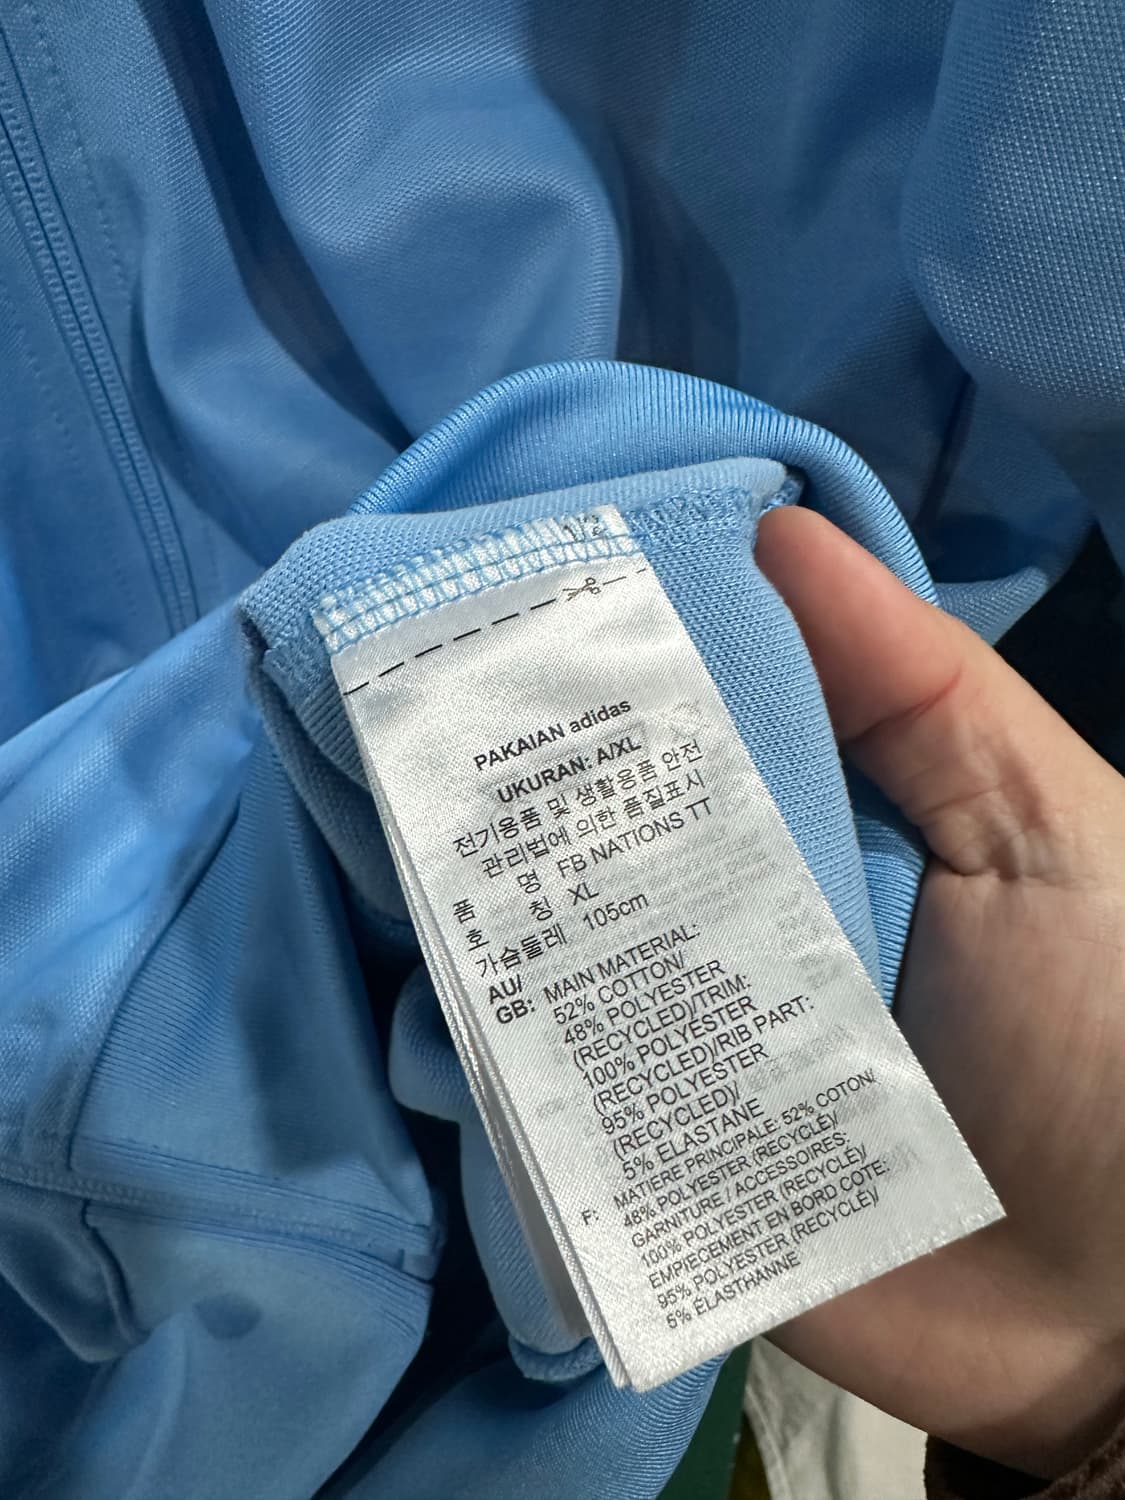 PAKAIAN adidas
UKURAN: A/XL
전기용품 및 생활용품 안전
관리법에 의한 품질표시
품 명 FB NATIONS TT
호 칭 XL
가슴둘레 105cm
AU/
GB: MAIN MATERIAL:
52% COTTON/
48% POLYESTER
(RECYCLED)/TRIM:
100% POLYESTER
(RECYCLED)/RIB PART:
95% POLYESTER
(RECYCLED)/
5% ELASTANE
F: MATIERE PRINCIPALE: 52% COTON/
48% POLYESTER (RECYCLÉ)/
GARNITURE / ACCESSOIRES:
100% POLYESTER (RECYCLÉ)/
EMPIECEMENT EN BORD COTE:
95% POLYESTER (RECYCLÉ)/
5% ÉLASTHANNE